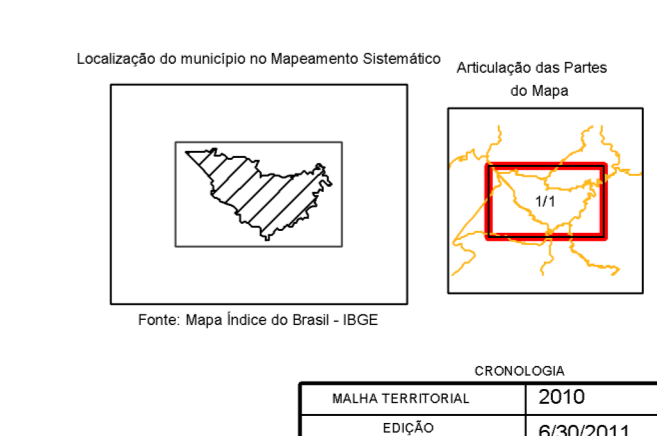 Localização do município no Mapeamento Sistemático
Articulação das Partes
do Mapa
1/1
Fonte: Mapa Índice do Brasil - IBGE
CRONOLOGIA
MALHA TERRITORIAL 2010
EDIÇÃO 6/30/2011